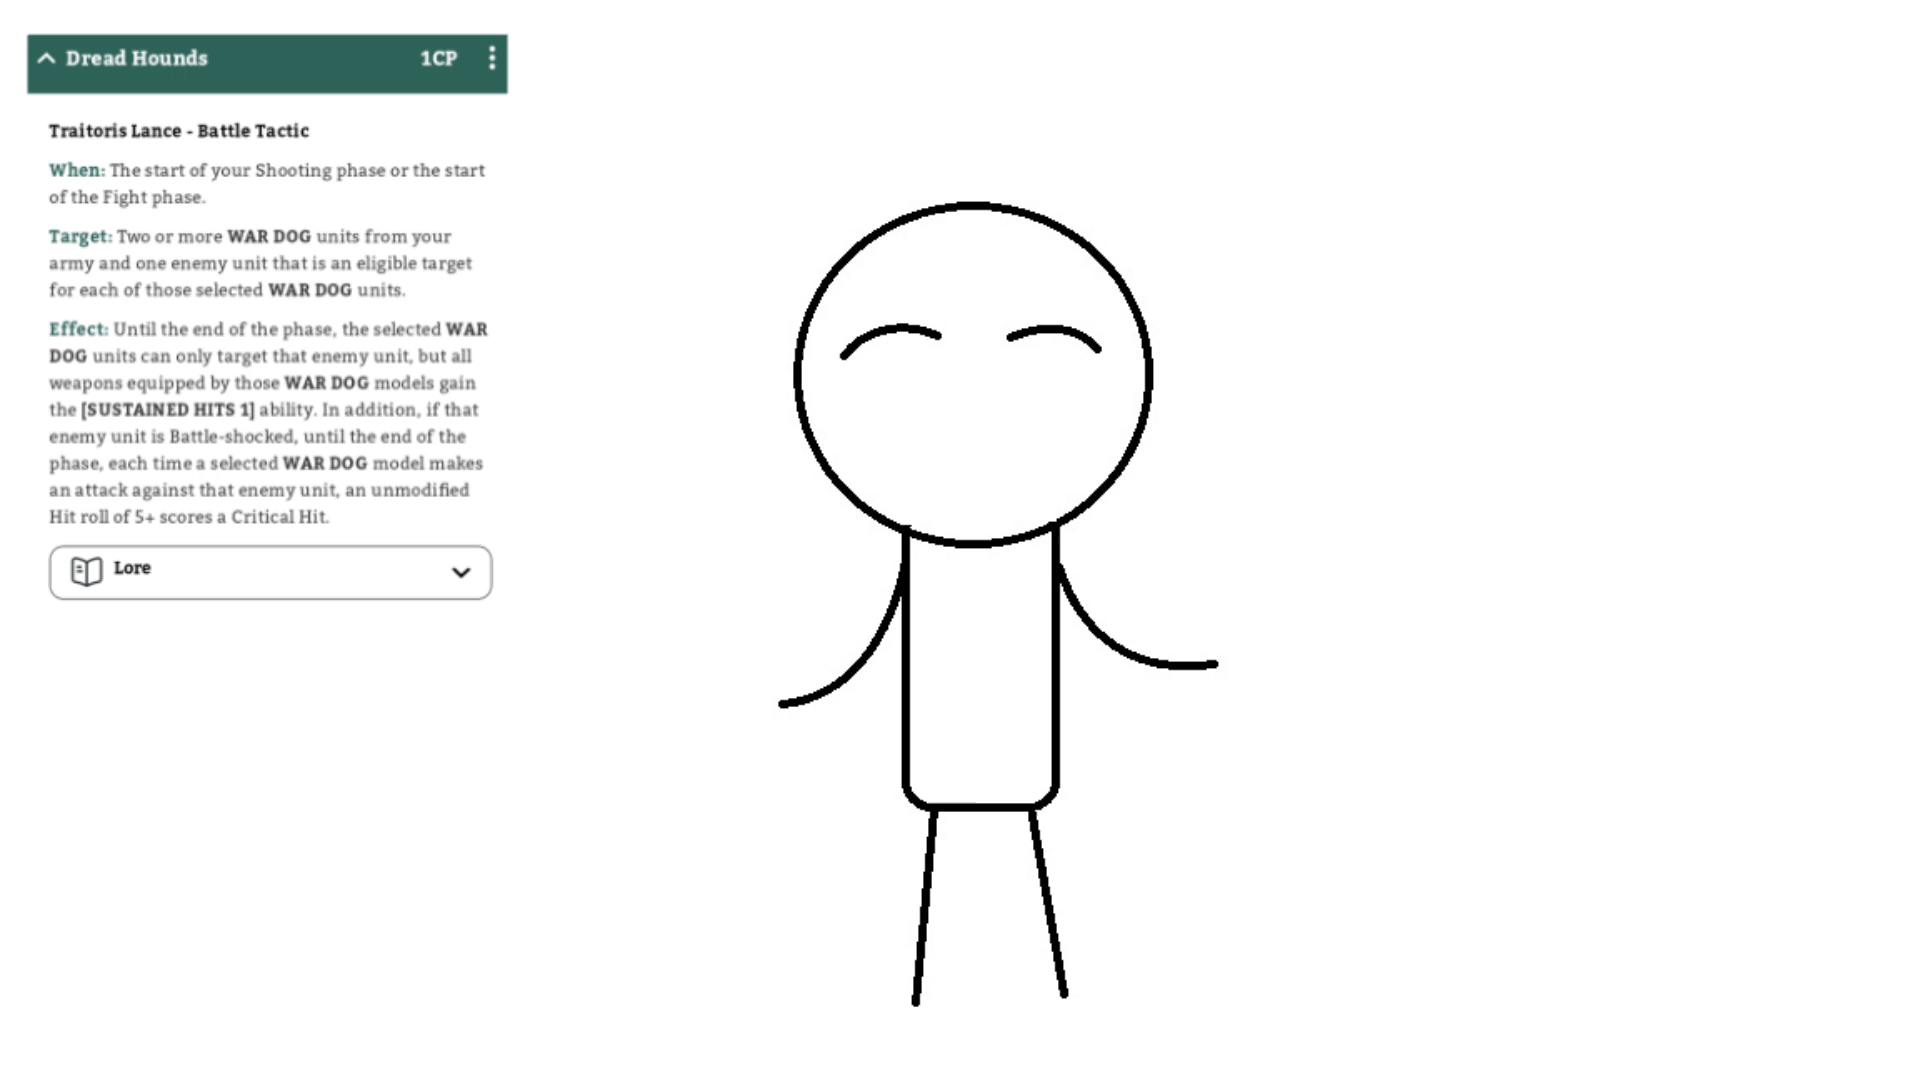 Dread Hounds 1CP
Traitoris Lance - Battle Tactic
When: The start of your Shooting phase or the start
of the Fight phase.
Target: Two or more WAR DOG units from your
army and one enemy unit that is an eligible target
for each of those selected WAR DOG units.
Effect: Until the end of the phase, the selected WAR
DOG units can only target that enemy unit, but all
weapons equipped by those WAR DOG models gain
the [SUSTAINED HITS 1] ability. In addition, if that
enemy unit is Battle-shocked, until the end of the
phase, each time a selected WAR DOG model makes
an attack against that enemy unit, an unmodified
Hit roll of 5+ scores a Critical Hit.
Lore